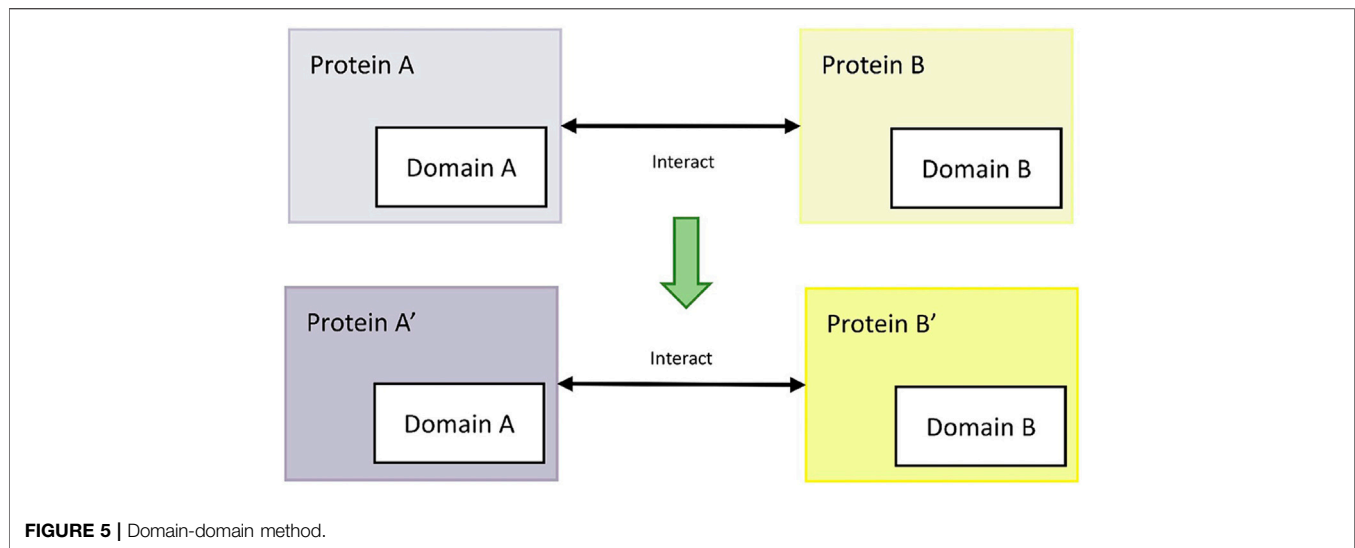 Protein A
Protein B
Domain A
Interact
Domain B
Protein A’
Protein B’
Interact
Domain A
Domain B
FIGURE 5 | Domain-domain method.